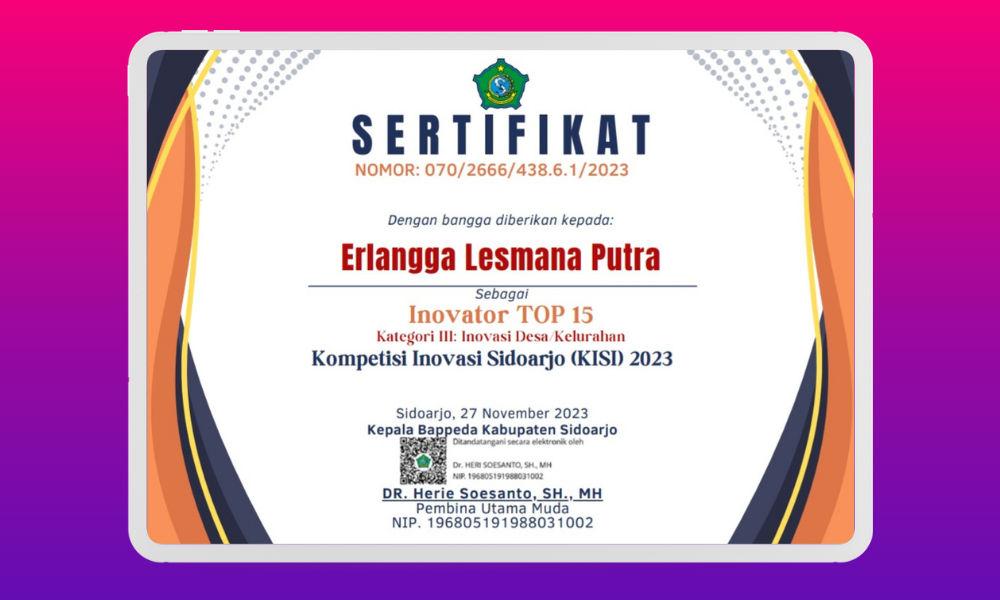 SERTIFIKAT
NOMOR: 070/2666/438.6.1/2023
Dengan bangga diberikan kepada:
Erlangga Lesmana Putra
Sebagai
Inovator TOP 15
Kategori III: Inovasi Desa/Kelurahan
Kompetisi Inovasi Sidoarjo (KISI) 2023
Sidoarjo, 27 November 2023
Kepala Bappeda Kabupaten Sidoarjo
Ditandatangani secara elektronik oleh
Dr. HERI SOESANTO, SH., MH
NIP. 196805191988031002
DR. Herie Soesanto, SH., MH
Pembina Utama Muda
NIP. 196805191988031002